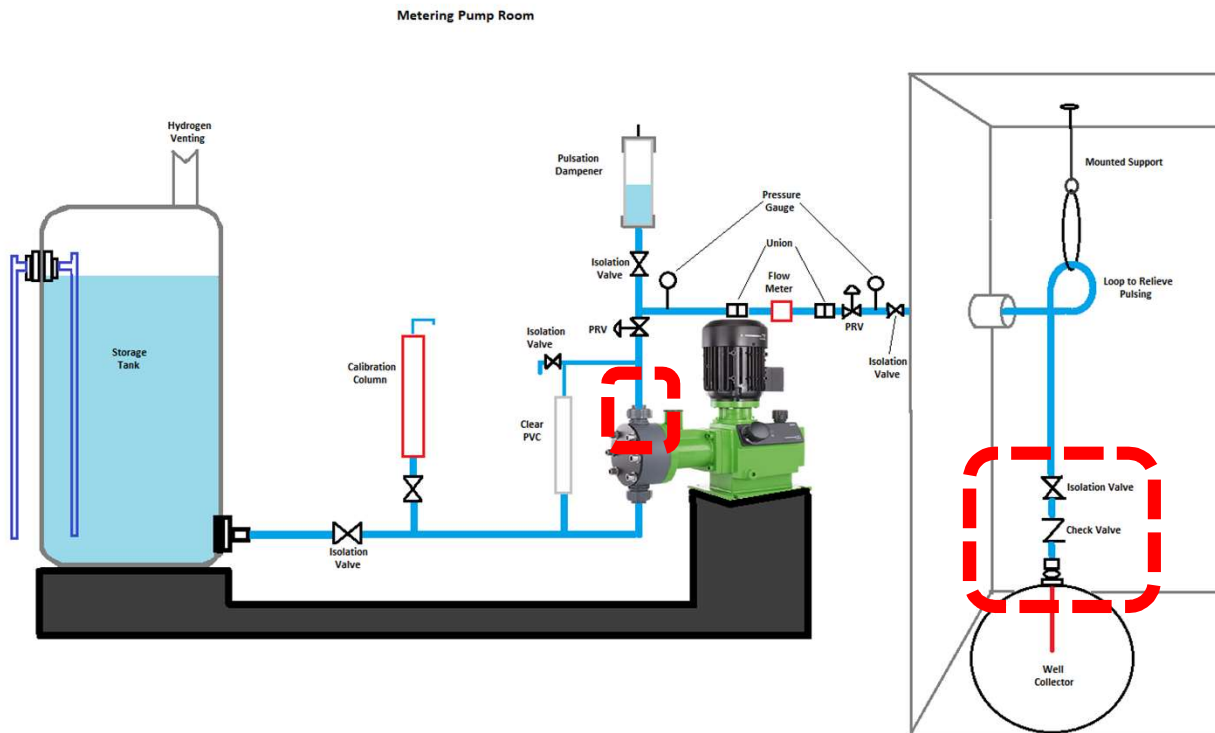 Metering Pump Room
Hydrogen
Venting
Storage
Tank
Isolation
Valve
Calibration
Column
Isolation
Valve
Clear
PVC
Pulsation
Dampener
Isolation
Valve
PRV
Pressure
Gauge
Union
Flow
Meter
PRV
Isolation
Valve
Mounted Support
Loop to Relieve
Pulsing
Isolation Valve
Check Valve
Well
Collector